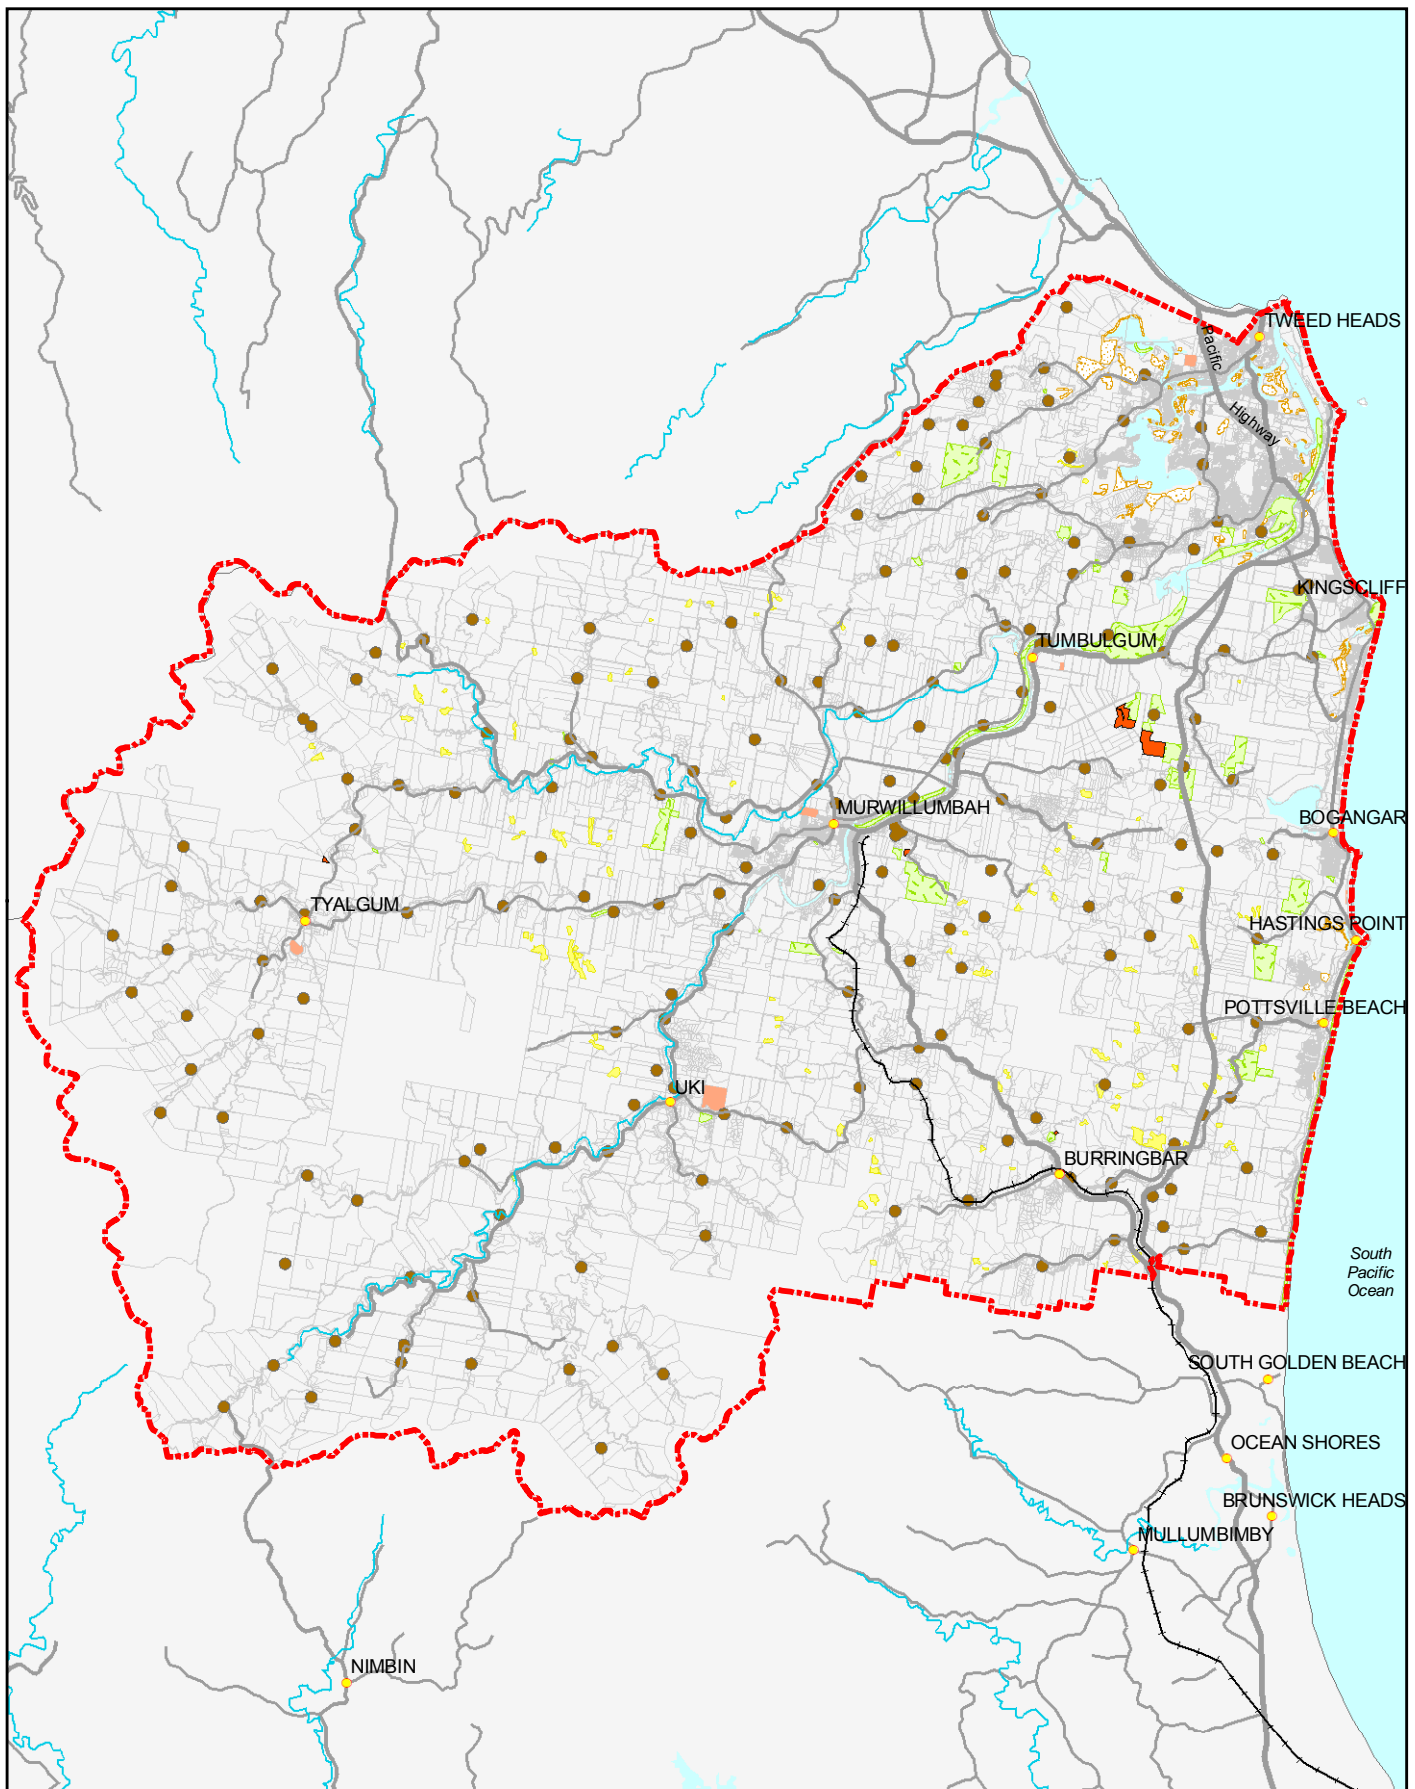 TWEED HEADS
Pacific
Highway
KINGSCLIFF
TUMBULGUM
MURWILLUMBAH
BOGANGAR
TYALGUM
HASTINGS POINT
POTTSVILLE BEACH
UKI
BURRINGBAR
South
Pacific
Ocean
SOUTH GOLDEN BEACH
OCEAN SHORES
BRUNSWICK HEADS
MULLUMBIMBY
NIMBIN